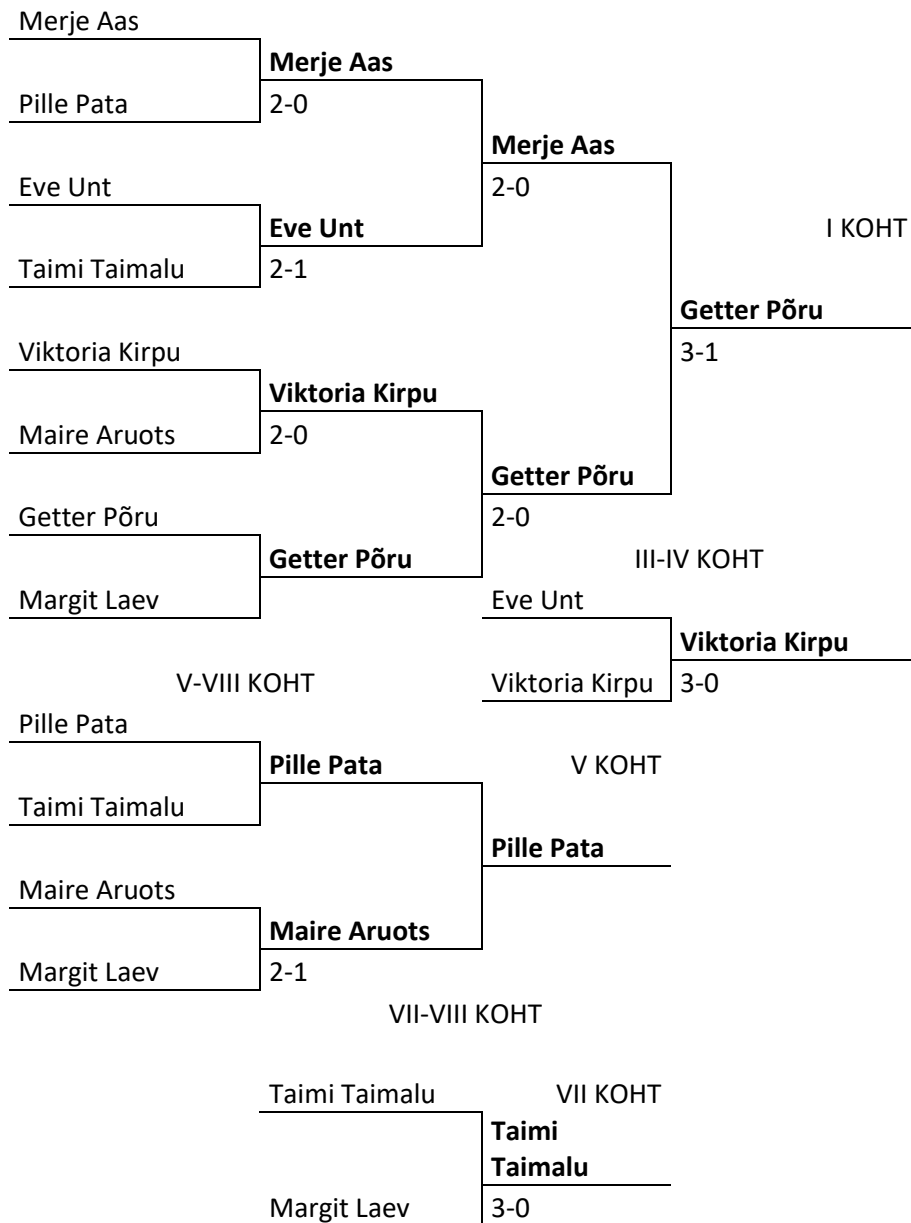 Merje Aas
Merje Aas
Pille Pata 2-0
Merje Aas
Eve Unt 2-0
Eve Unt I KOHT
Taimi Taimalu 2-1
Getter Põru
Viktoria Kirpu 3-1
Viktoria Kirpu
Maire Aruots 2-0
Getter Põru
Getter Põru 2-0
Getter Põru III-IV KOHT
Margit Laev Eve Unt
Viktoria Kirpu
V-VIII KOHT Viktoria Kirpu 3-0
Pille Pata
Pille Pata V KOHT
Taimi Taimalu
Pille Pata
Maire Aruots
Maire Aruots
Margit Laev 2-1
VII-VIII KOHT
Taimi Taimalu VII KOHT
Taimi
Taimalu
Margit Laev 3-0